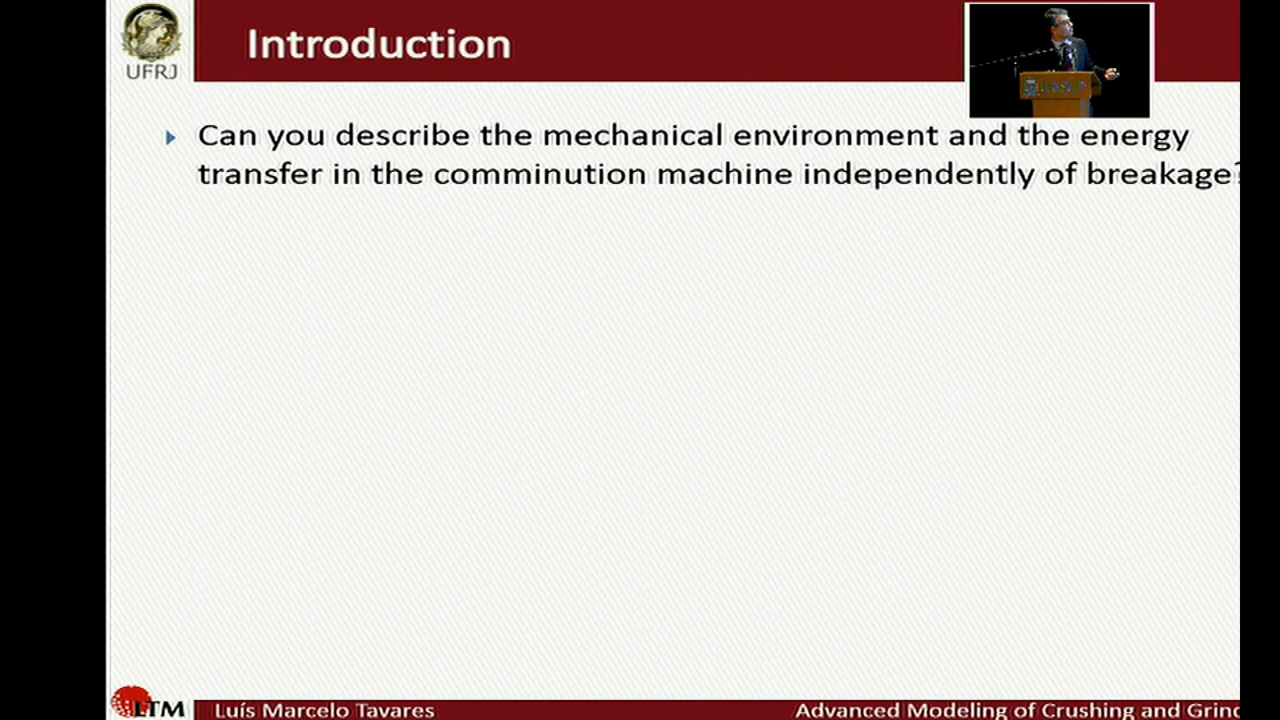 UFRJ
Introduction
Can you describe the mechanical environment and the energy
transfer in the comminution machine independently of breakage?
LTM
Luís Marcelo Tavares
Advanced Modeling of Crushing and Grind